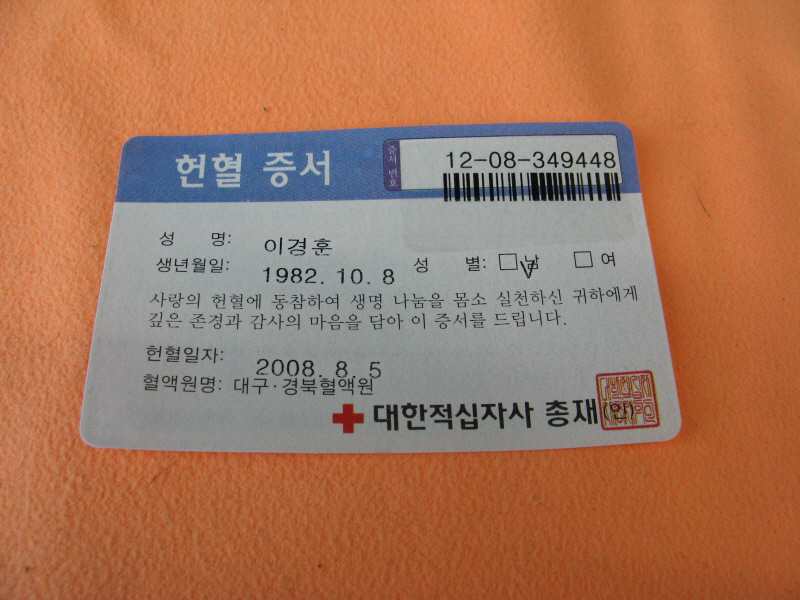 헌혈 증서
증서 번호
12-08-349448
성 명: 이경훈
생년월일: 1982. 10. 8 성 별: □남 V □여
사랑의 헌혈에 동참하여 생명 나눔을 몸소 실천하신 귀하에게
깊은 존경과 감사의 마음을 담아 이 증서를 드립니다.
헌혈일자: 2008. 8. 5
혈액원명: 대구·경북혈액원
대한적십자사 총재 (인)